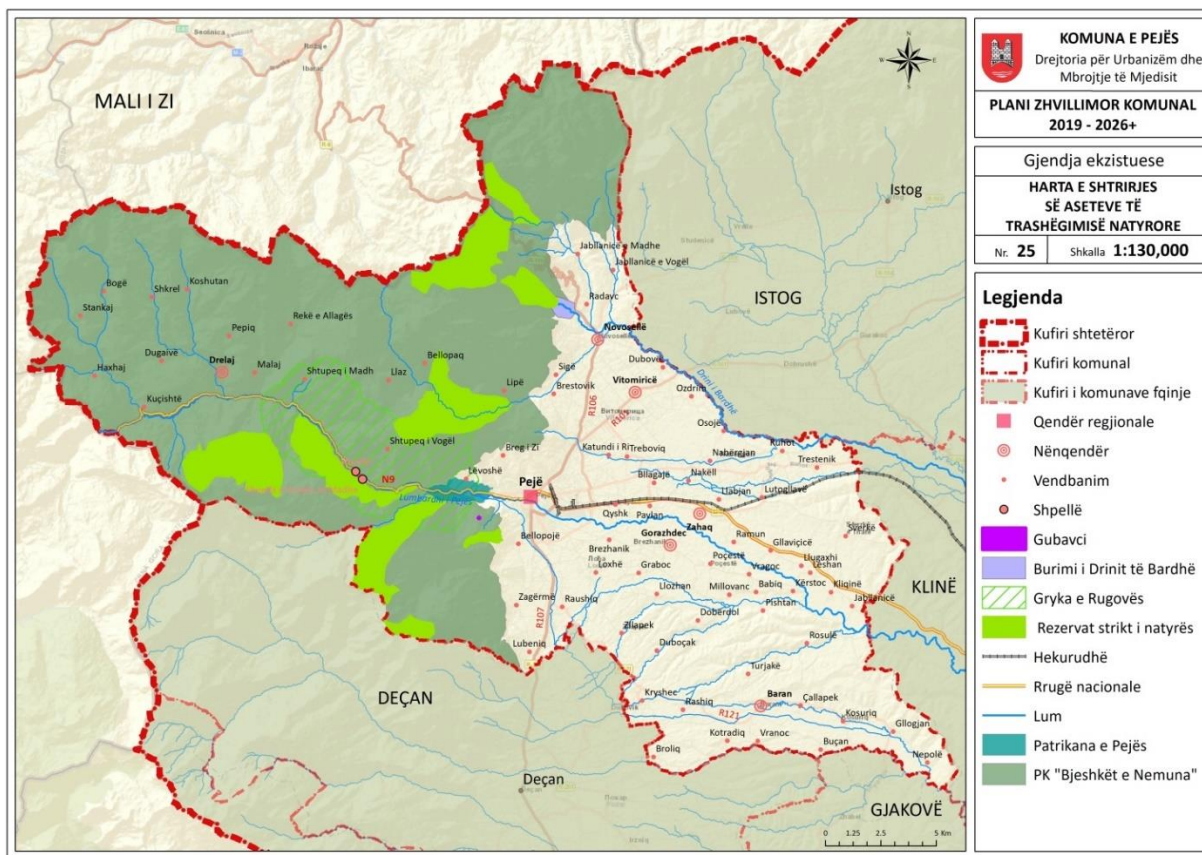 KOMUNA E PEJËS
Drejtoria për Urbanizëm dhe
Mbrojtje të Mjedisit
PLANI ZHVILLIMOR KOMUNAL
2019 - 2026+
Gjendja ekzistuese
HARTA E SHTRIRJES
SË ASETEVE TË
TRASHËGIMISË NATYRORE
Nr. 25 Shkalla 1:130,000
Legjenda
Kufiri shtetëror
Kufiri komunal
Kufiri i komunave fqinje
Qendër regjionale
Nënqendër
Vendbanim
Shpellë
Gubavci
Burimi i Drinit të Bardhë
Gryka e Rugovës
Rezervat strikt i natyrës
Hekurudhë
Rrugë nacionale
Lum
Patrikana e Pejës
PK "Bjeshkët e Nemuna"
MALI I ZI
Istog
ISTOG
KLINË
DEÇAN
Deçan
GJAKOVË
Jabllanicë e Madhe
Jabllanicë e Vogël
Radavc
Novosellë
Bogë
Shkrel
Koshutan
Stankaj
Rekë e Allagës
Pepiq
Dugaivë
Drelaj
Malaj
Haxhaj
Kuçishtë
Shtupeq i Madh
Llaz
Bellopaq
Lipë
Sigë
Brestovik
Dubovë
Vitomiricë
Drini i Bardhë
R106
Osojë
Shtupeq i Vogël
Breg i Zi
Katundi i Ri
Treboviq
Nabërgjan
Ruhot
Trestenik
N9
Lëvoshë
Pejë
Bllagajë
Nakëll
Llabjan
Lutogllavë
Lumbardhi i Pejës
Qyshk
Pavlan
Zahaq
Bellopojë
Brezhanik
Gorazhdec
Ramun
Gllaviçicë
Loxhë
Graboc
Poçestë
Vragoc
Llugaxhi
Lëshan
Llozhan
Millovanc
Babiq
Kërstoc
Kliqinë
Jabllanicë
Zagërmë
Raushiq
R107
Doberdol
Pishtan
Zllapek
Lubeniq
Duboçak
Rosulë
Turjakë
Kryshec
Rashiq
R121
Baran
Çallapek
Kosuriq
Gllogjan
Broliq
Kotradiq
Vranoc
Buçan
Nepolë
0 1.25 2.5 5 Km